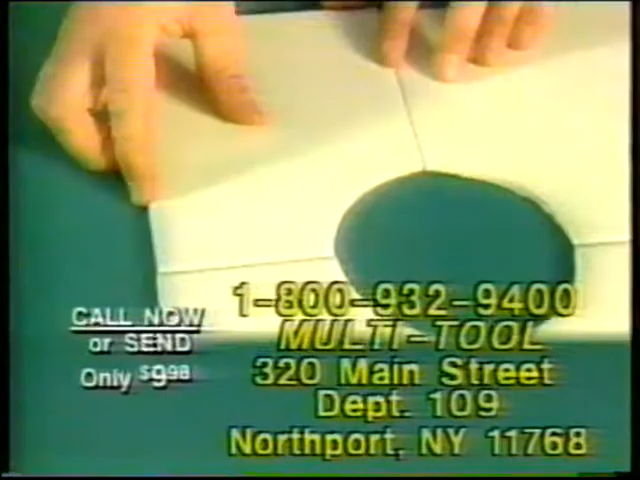 CALL NOW
or SEND
Only $9.98
1-800-932-9400
MULTI-TOOL
320 Main Street
Dept. 109
Northport, NY 11768